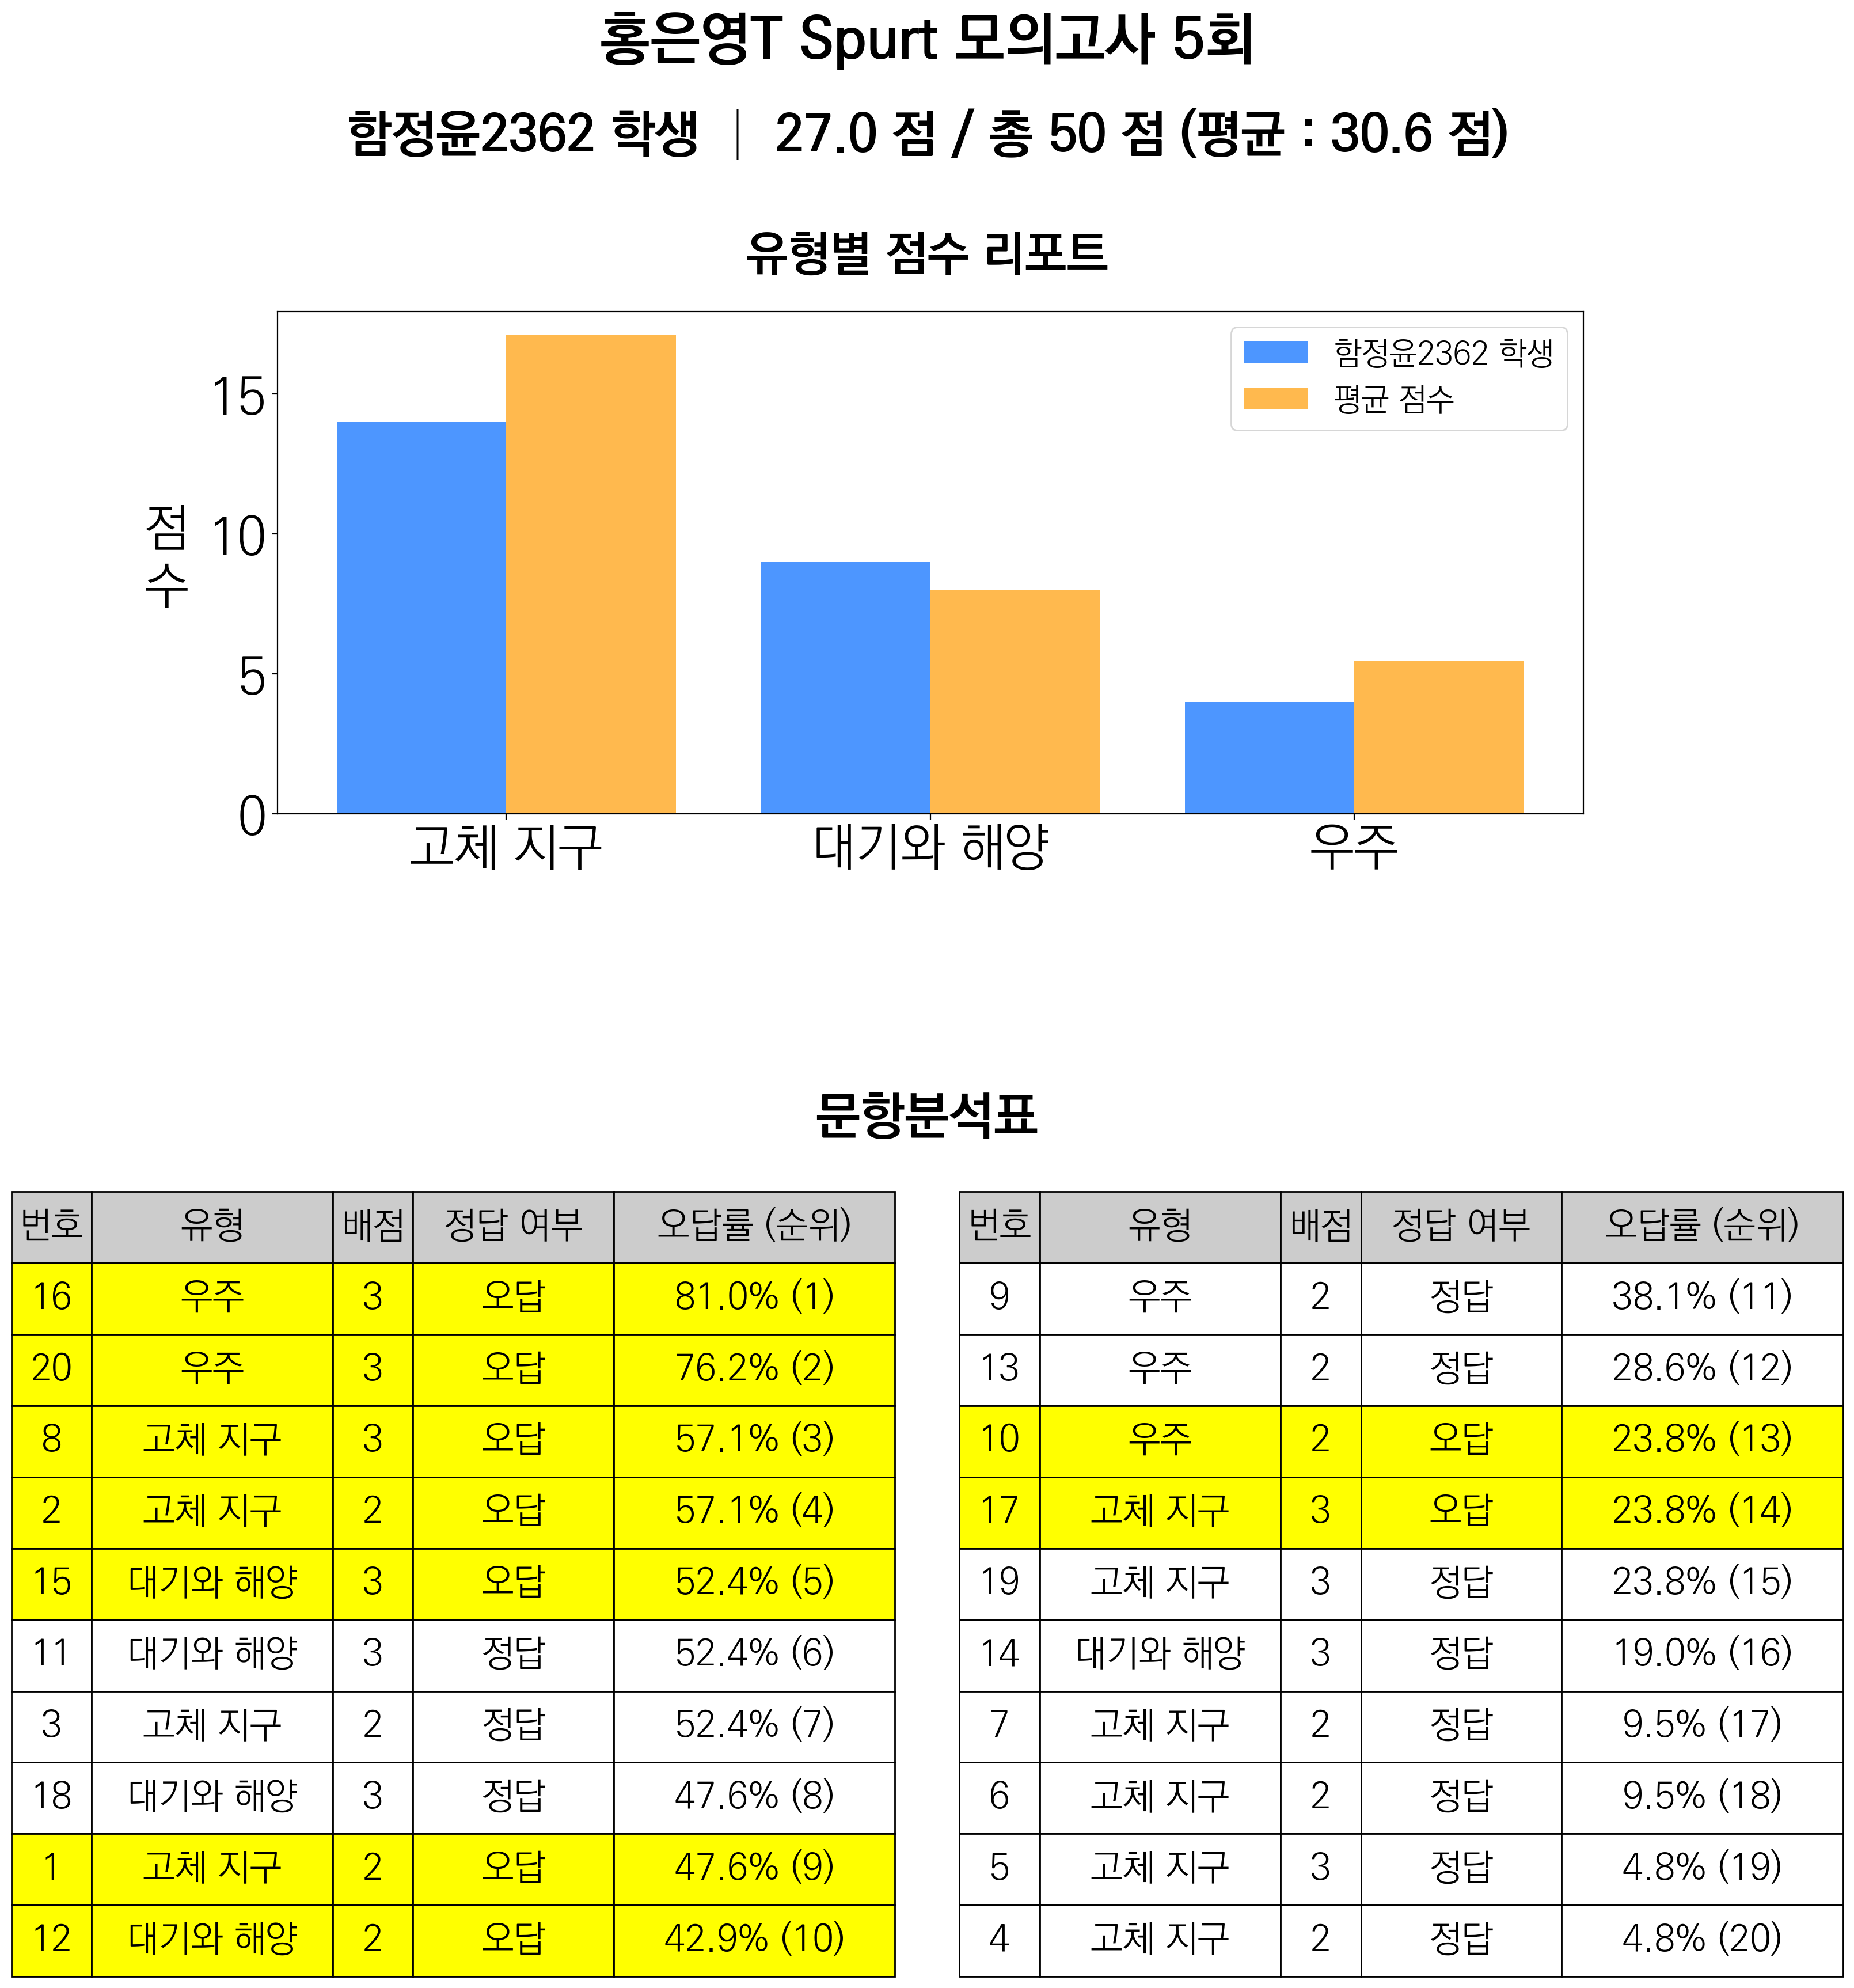 홍은영T Spurt 모의고사 5회
함정윤2362 학생 | 27.0 점 / 총 50 점 (평균 : 30.6 점)
유형별 점수 리포트
함정윤2362 학생
평균 점수
점
수
15
10
5
0
고체 지구 대기와 해양 우주
문항분석표
번호 유형 배점 정답 여부 오답률 (순위)
16 우주 3 오답 81.0% (1)
20 우주 3 오답 76.2% (2)
8 고체 지구 3 오답 57.1% (3)
2 고체 지구 2 오답 57.1% (4)
15 대기와 해양 3 오답 52.4% (5)
11 대기와 해양 3 정답 52.4% (6)
3 고체 지구 2 정답 52.4% (7)
18 대기와 해양 3 정답 47.6% (8)
1 고체 지구 2 오답 47.6% (9)
12 대기와 해양 2 오답 42.9% (10)
번호 유형 배점 정답 여부 오답률 (순위)
9 우주 2 정답 38.1% (11)
13 우주 2 정답 28.6% (12)
10 우주 2 오답 23.8% (13)
17 고체 지구 3 오답 23.8% (14)
19 고체 지구 3 정답 23.8% (15)
14 대기와 해양 3 정답 19.0% (16)
7 고체 지구 2 정답 9.5% (17)
6 고체 지구 2 정답 9.5% (18)
5 고체 지구 3 정답 4.8% (19)
4 고체 지구 2 정답 4.8% (20)